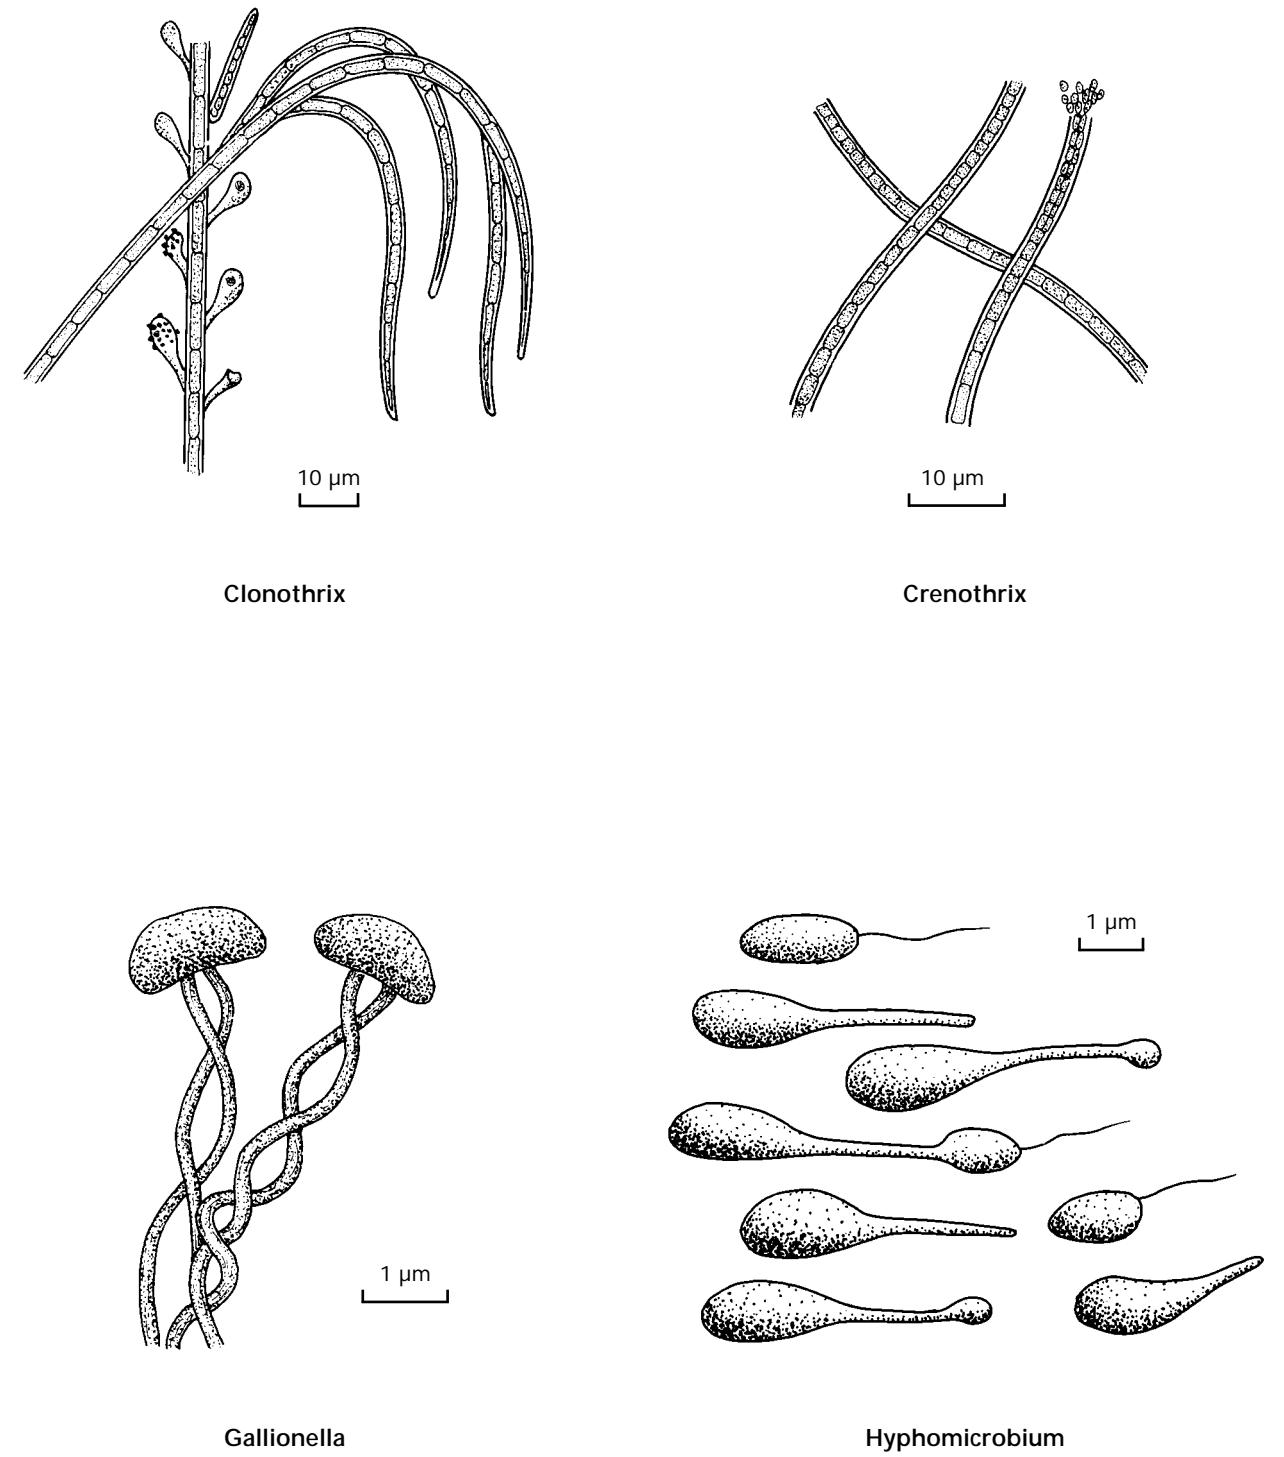 10 µm
10 µm
Clonothrix
Crenothrix
1 µm
1 µm
Gallionella
Hyphomicrobium